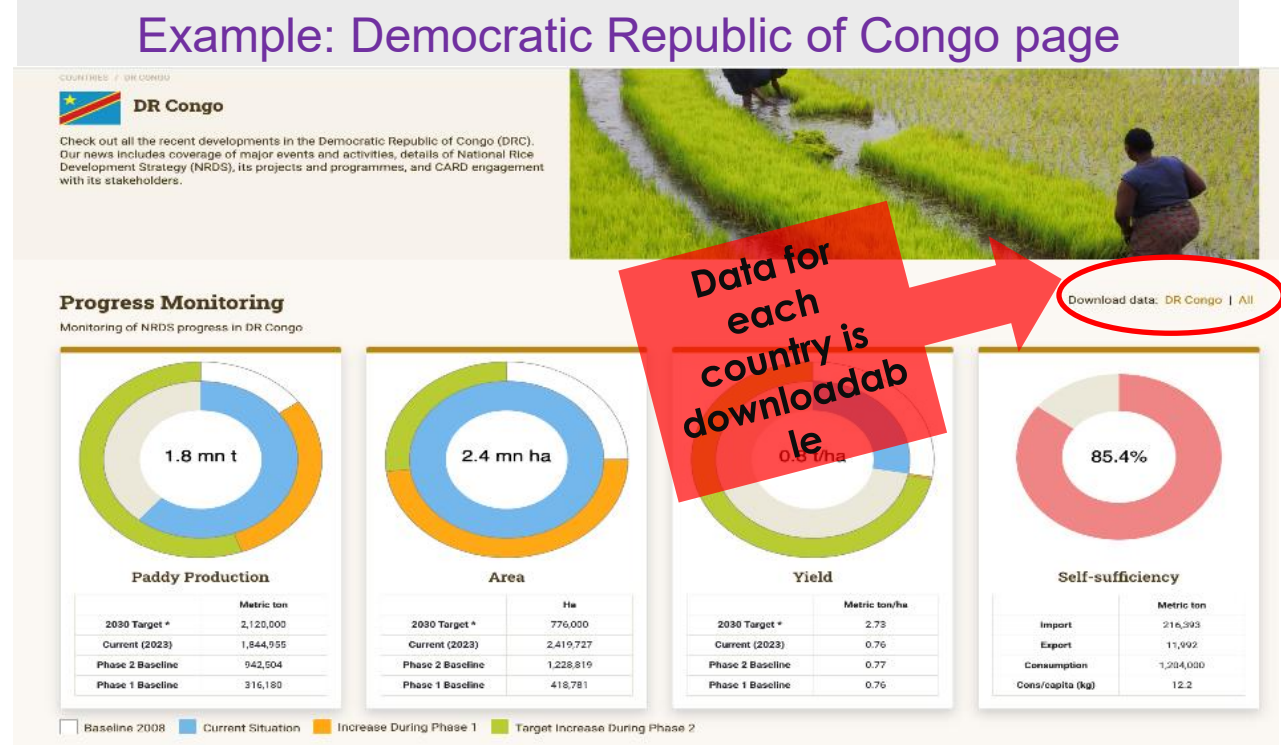 Example: Democratic Republic of Congo page
COUNTRIES / DR CONGO
DR Congo
Check out all the recent developments in the Democratic Republic of Congo (DRC).
Our news includes coverage of major events and activities, details of National Rice
Development Strategy (NRDS), its projects and programmes, and CARD engagement
with its stakeholders.
Data for
each
country is
downloadab
le
Progress Monitoring
Download data: DR Congo | All
Monitoring of NRDS progress in DR Congo
1.8 mn t
Paddy Production
Metric ton
2030 Target * 2,120,000
Current (2023) 1,844,955
Phase 2 Baseline 942,504
Phase 1 Baseline 316,180
2.4 mn ha
Area
Ha
2030 Target * 776,000
Current (2023) 2,419,727
Phase 2 Baseline 1,228,819
Phase 1 Baseline 418,781
0.8 t/ha
Yield
Metric ton/ha
2030 Target * 2.73
Current (2023) 0.76
Phase 2 Baseline 0.77
Phase 1 Baseline 0.76
85.4%
Self-sufficiency
Metric ton
Import 216,393
Export 11,992
Consumption 1,204,000
Cons/capita (kg) 12.2
Baseline 2008 Current Situation Increase During Phase 1 Target Increase During Phase 2